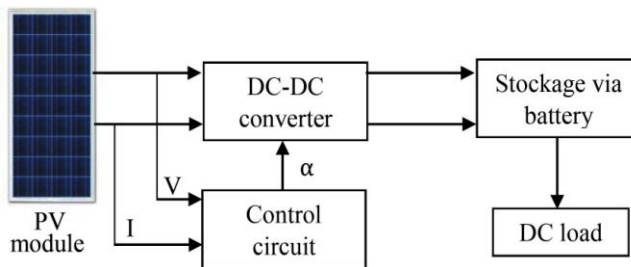 DC-DC
converter
Stockage via
battery
α
V
I
PV
module
Control
circuit
DC load